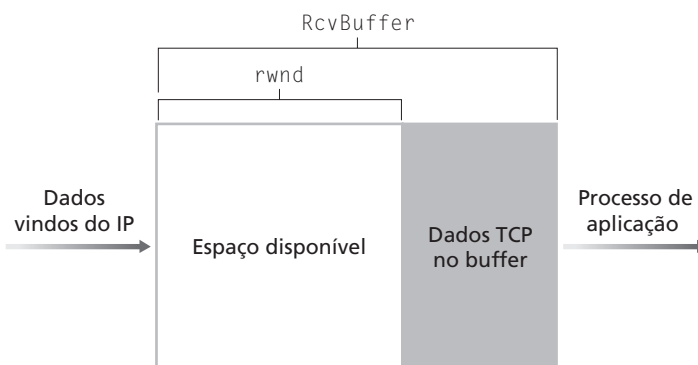 RcvBuffer
rwnd
Dados
vindos do IP
Espaço disponível
Dados TCP
no buffer
Processo de
aplicação